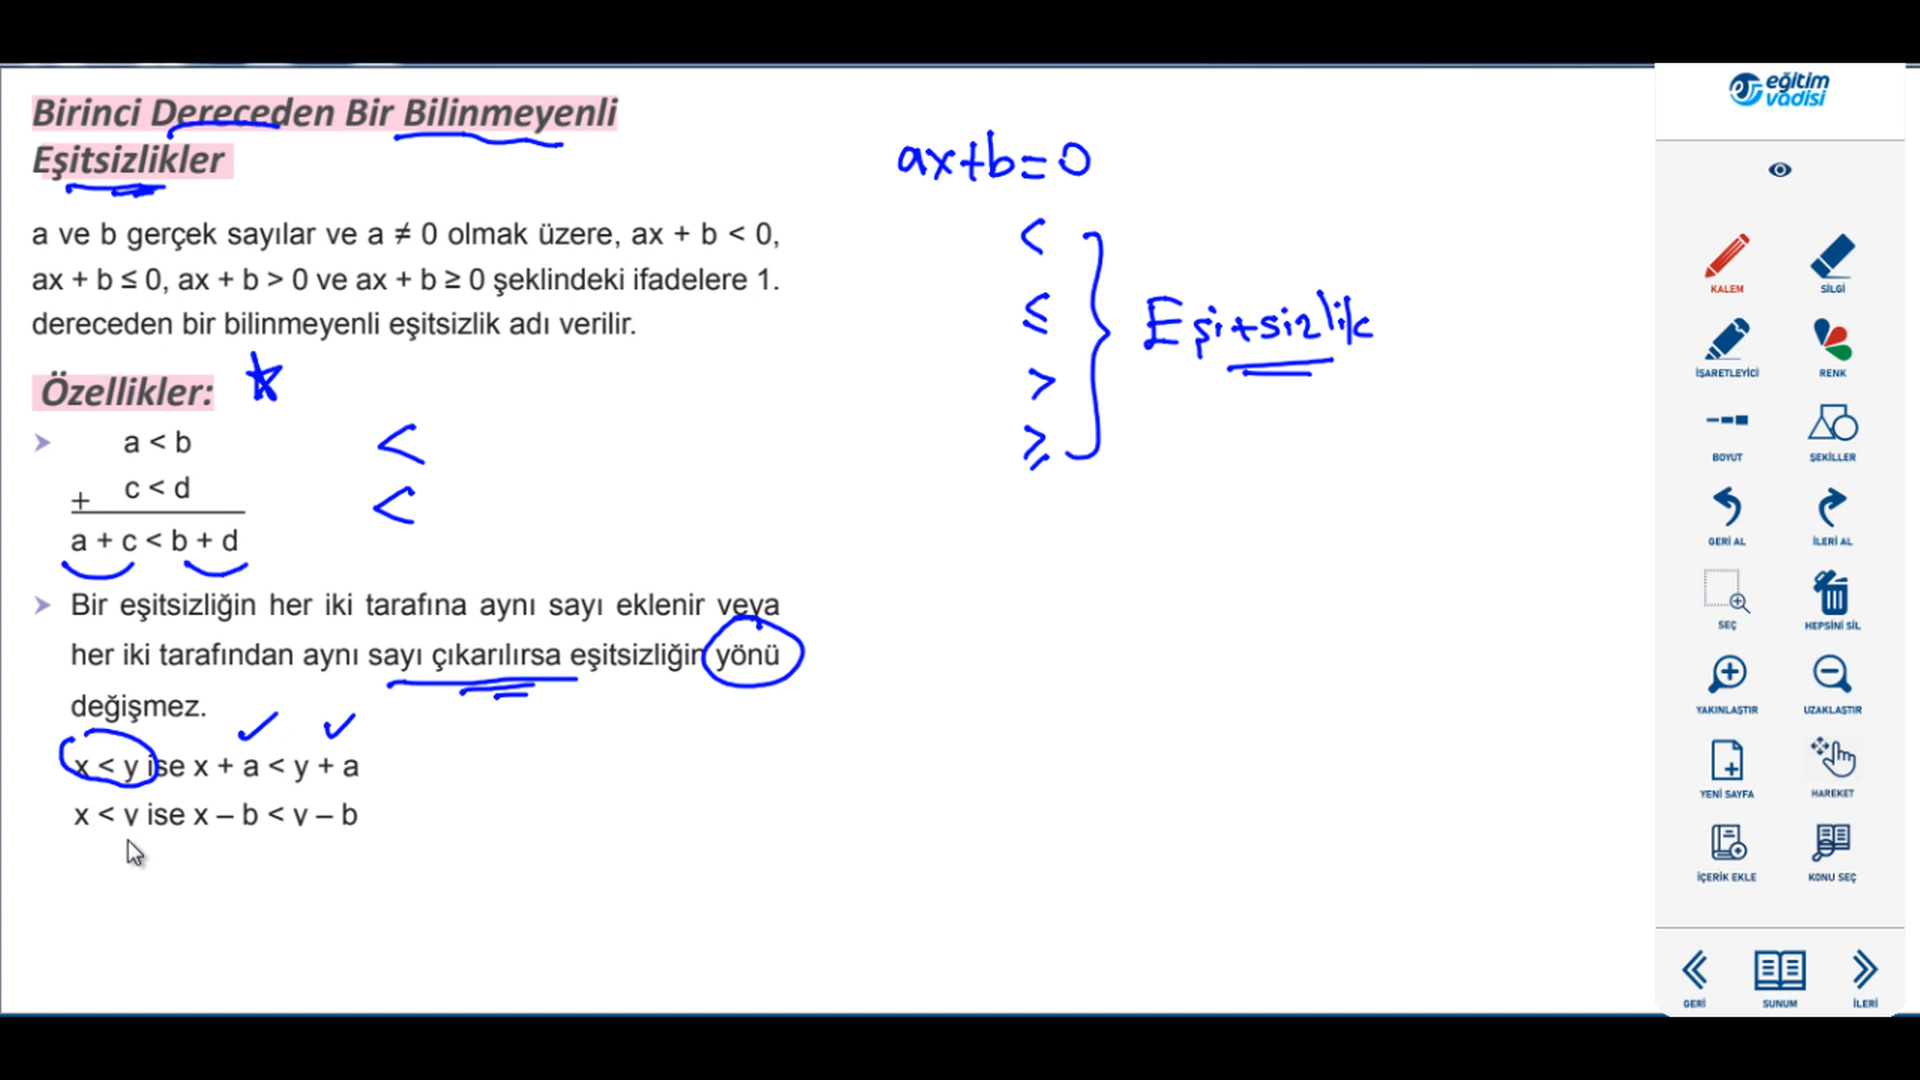 Birinci Dereceden Bir Bilinmeyenli
Eşitsizlikler
a ve b gerçek sayılar ve a ≠ 0 olmak üzere, ax + b < 0,
ax + b ≤ 0, ax + b > 0 ve ax + b ≥ 0 şeklindeki ifadelere 1.
dereceden bir bilinmeyenli eşitsizlik adı verilir.
Özellikler:
a < b
+ c < d
a + c < b + d
<
<
Bir eşitsizliğin her iki tarafına aynı sayı eklenir veya
her iki tarafından aynı sayı çıkarılırsa eşitsizliğin yönü
değişmez.
x < y ise x + a < y + a
x < y ise x – b < y – b
ax+b=0
<
≤
>
≥
Eşitsizlik
eğitim
vadisi
KALEM
SİLGİ
İŞARETLEYİCİ
RENK
BOYUT
ŞEKİLLER
GERİ AL
İLERİ AL
SEÇ
HEPSİNİ SİL
YAKINLAŞTIR
UZAKLAŞTIR
YENİ SAYFA
HAREKET
İÇERİK EKLE
KONU SEÇ
GERİ
SUNUM
İLERİ